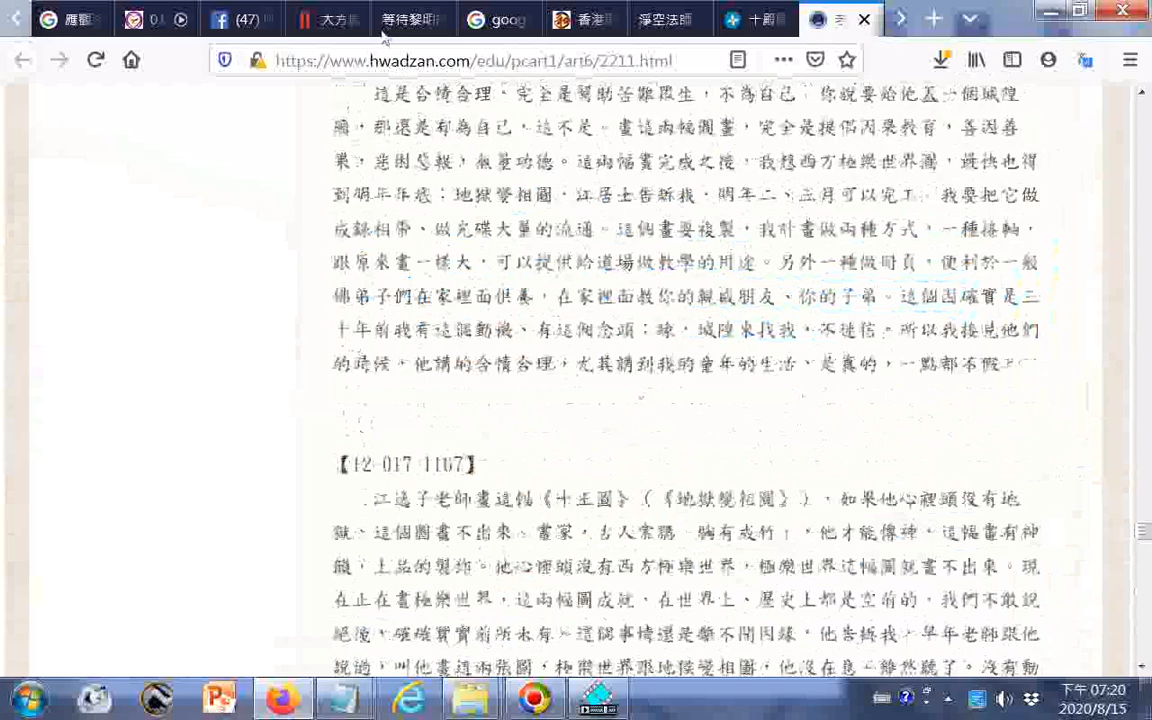 (47)
大方
等待黎明
goog
香港
淨空法師
十殿
https://www.hwadzan.com/edu/pcart1/art6/2211.html
這是合情合理,完全是幫助苦難眾生,不為自己。你說要給他蓋一個城隍
廟,那還是有為自己,這不是。畫這兩幅圖畫,完全是提倡因果教育,善因善
果,惡因惡報,無量功德。這兩幅畫完成之後,我想西方極樂世界圖,最快也得
到明年年底;地獄變相圖,江居士告訴我,明年二、三月可以完工。我要把它做
成錄相帶、做光碟大量的流通。這個畫要複製,我計畫做兩種方式,一種捲軸,
跟原來畫一樣大,可以提供給道場做教學的用途。另外一種做冊頁,便利於一般
佛弟子們在家裡面供養,在家裡面教你的親戚朋友、你的子弟。這個因確實是三
十年前我有這個動機、有這個念頭;緣,城隍來找我,不迷信。所以我接見他們
的時候,他講的合情合理,尤其講到我的童年的生活、是真的,一點都不假
【12-017-1167】
江逸子老師畫這幅《十王圖》(《地獄變相圖》),如果他心裡頭沒有地
獄,這個圖畫不出來。畫家,古人常講「胸有成竹」,他才能傳神。這幅畫有神
韻,上品的製作。他心裡頭沒有西方極樂世界,極樂世界這幅圖就畫不出來。現
在正在畫極樂世界,這兩幅圖成就,在世界上、歷史上都是空前的,我們不敢說
絕後,確確實實前所未有。這個事情還是離不開因緣,他告訴我,早年老師跟他
說過,叫他畫這兩張圖,極樂世界跟地獄變相圖,他沒在意。雖然聽了,沒有動
下午 07:20
2020/8/15